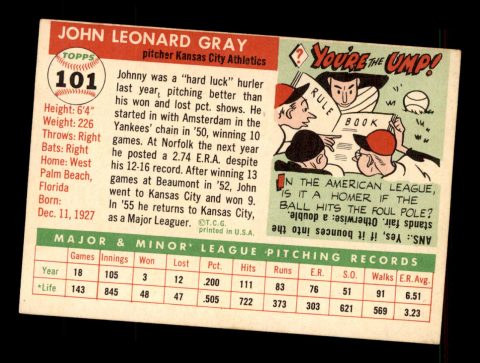 JOHN LEONARD GRAY
pitcher Kansas City Athletics
TOPPS
101
Height: 6'4"
Weight: 226
Throws: Right
Bats: Right
Home: West
Palm Beach,
Florida
Born:
Dec. 11, 1927
Johnny was a "hard luck" hurler
last year, pitching better than
his won and lost pct. shows. He
started in with Amsterdam in the
Yankees' chain in '50, winning 10
games. At Norfolk the next year
he posted a 2.74 E.R.A. despite
his 12-16 record. After winning 13
games at Beaumont in '52, John
went to Kansas City and won 9.
In '55 he returns to Kansas City,
as a Major Leaguer.
©T.C.G.
printed in U.S.A.
?
YOU'RE THE UMP!
RULE BOOK
IN THE AMERICAN LEAGUE,
IS IT A HOMER IF THE
BALL HITS THE FOUL POLE?
ANS. Yes, if it bounces into the
stands fair. Otherwise: a double.
MAJOR & MINOR* LEAGUE PITCHING RECORDS
Games Innings Won Lost Pct. Hits Runs E.R. S.O. Walks E.R.Avg.
Year 18 105 3 12 .200 111 83 76 51 91 6.51
*Life 143 845 48 47 .505 722 373 303 621 569 3.23